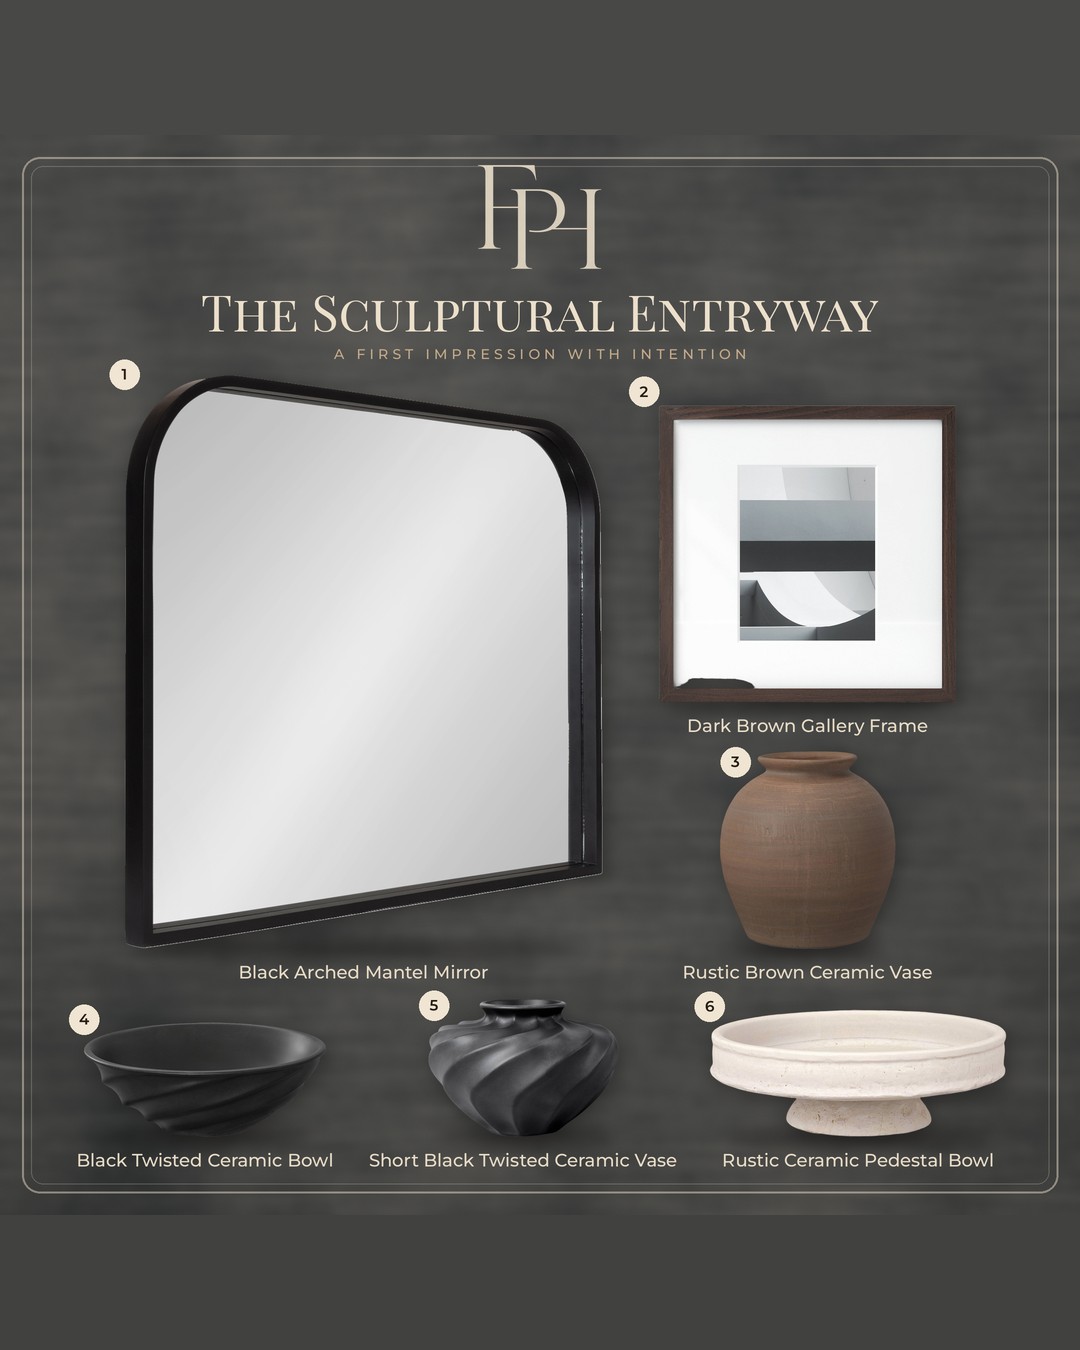 FPH
The Sculptural Entryway
A FIRST IMPRESSION WITH INTENTION
1
2
Dark Brown Gallery Frame
3
Black Arched Mantel Mirror
Rustic Brown Ceramic Vase
4
5
6
Black Twisted Ceramic Bowl
Short Black Twisted Ceramic Vase
Rustic Ceramic Pedestal Bowl